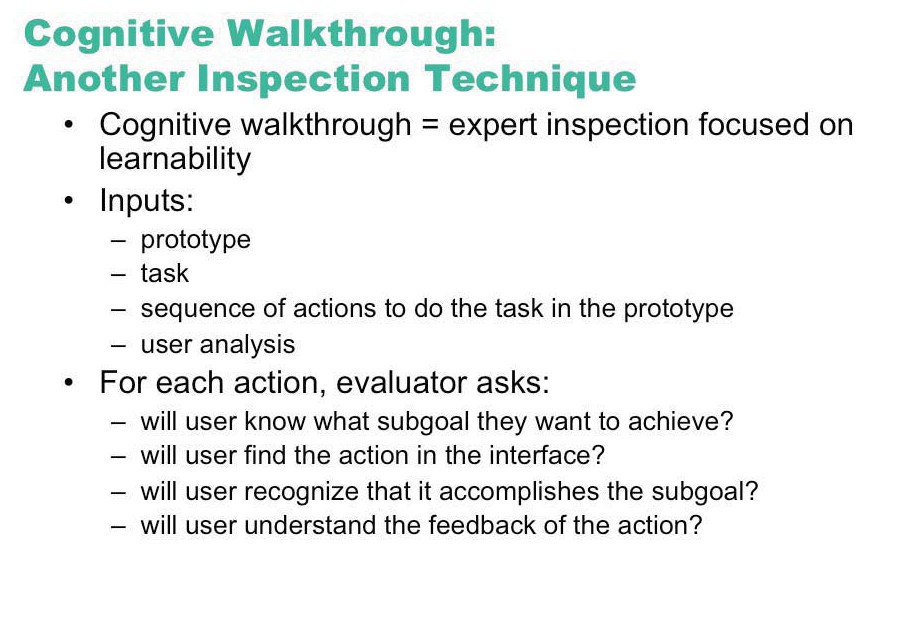 Cognitive Walkthrough:
Another Inspection Technique
• Cognitive walkthrough = expert inspection focused on
learnability
• Inputs:
– prototype
– task
– sequence of actions to do the task in the prototype
– user analysis
• For each action, evaluator asks:
– will user know what subgoal they want to achieve?
– will user find the action in the interface?
– will user recognize that it accomplishes the subgoal?
– will user understand the feedback of the action?